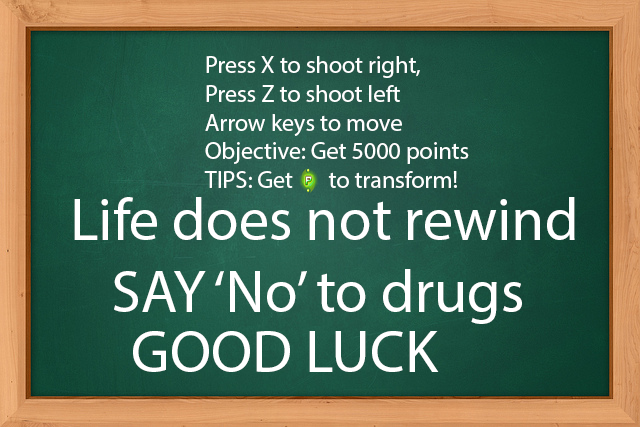 Press X to shoot right,
Press Z to shoot left
Arrow keys to move
Objective: Get 5000 points
TIPS: Get P to transform!
Life does not rewind
SAY ‘No’ to drugs
GOOD LUCK